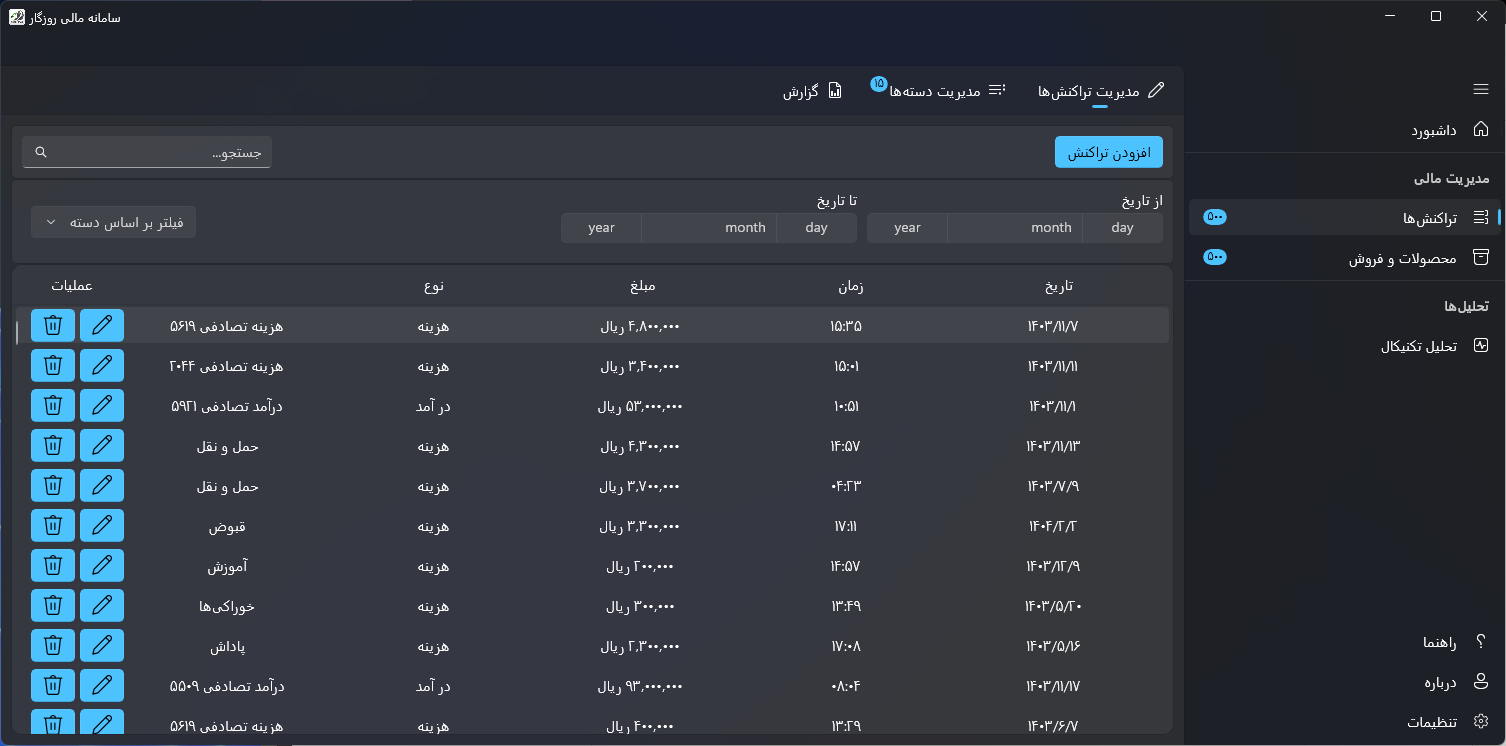 سامانه مالی روزگار
مدیریت تراکنش‌ها
مدیریت دسته‌ها ۱۵
گزارش
داشبورد
مدیریت مالی
تراکنش‌ها ۵۰۰
محصولات و فروش ۵۰۰
تحلیل‌ها
تحلیل تکنیکال
راهنما
درباره
تنظیمات
افزودن تراکنش
جستجو...
از تاریخ
day month year
تا تاریخ
day month year
فیلتر بر اساس دسته
تاریخ زمان مبلغ نوع عملیات
۱۴۰۳/۱۱/۷ ۱۵:۳۵ ۴,۸۰۰,۰۰۰ ریال هزینه هزینه تصادفی ۵۶۱۹
۱۴۰۳/۱۱/۱۱ ۱۵:۰۱ ۳,۴۰۰,۰۰۰ ریال هزینه هزینه تصادفی ۲۰۴۴
۱۴۰۳/۱۱/۱ ۱۰:۵۱ ۵۳,۰۰۰,۰۰۰ ریال در آمد درآمد تصادفی ۵۹۲۱
۱۴۰۳/۱۱/۱۳ ۱۴:۵۷ ۴,۳۰۰,۰۰۰ ریال هزینه حمل و نقل
۱۴۰۳/۷/۹ ۰۴:۲۳ ۳,۷۰۰,۰۰۰ ریال هزینه حمل و نقل
۱۴۰۴/۲/۲ ۱۷:۱۱ ۳,۳۰۰,۰۰۰ ریال هزینه قبوض
۱۴۰۳/۱۲/۹ ۱۴:۵۷ ۲۰۰,۰۰۰ ریال هزینه آموزش
۱۴۰۳/۵/۲۰ ۱۳:۴۹ ۳۰۰,۰۰۰ ریال هزینه خوراکی‌ها
۱۴۰۳/۵/۱۶ ۱۷:۰۸ ۲,۳۰۰,۰۰۰ ریال هزینه پاداش
۱۴۰۳/۱۱/۱۷ ۰۸:۰۴ ۹۳,۰۰۰,۰۰۰ ریال در آمد درآمد تصادفی ۵۵۰۹
۱۴۰۳/۶/۷ ۱۳:۲۹ ۴۰۰,۰۰۰ ریال هزینه هزینه تصادفی ۵۶۱۹